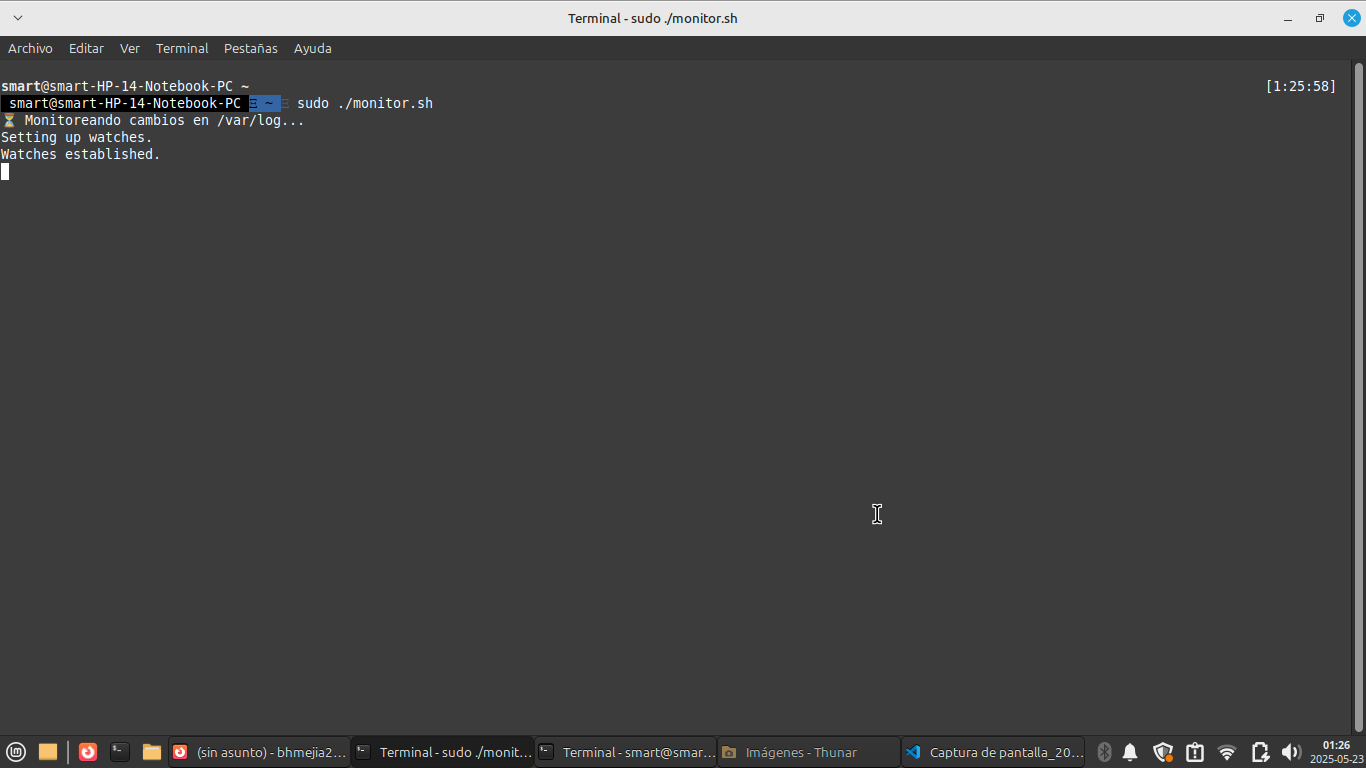 Terminal - sudo ./monitor.sh
Archivo Editar Ver Terminal Pestañas Ayuda
smart@smart-HP-14-Notebook-PC ~ [1:25:58]
smart@smart-HP-14-Notebook-PC ~ sudo ./monitor.sh
⏳ Monitoreando cambios en /var/log...
Setting up watches.
Watches established.
(sin asunto) - bhmejia2... Terminal - sudo ./monit... Terminal - smart@smar... Imágenes - Thunar Captura de pantalla_20... 01:26
2025-05-23